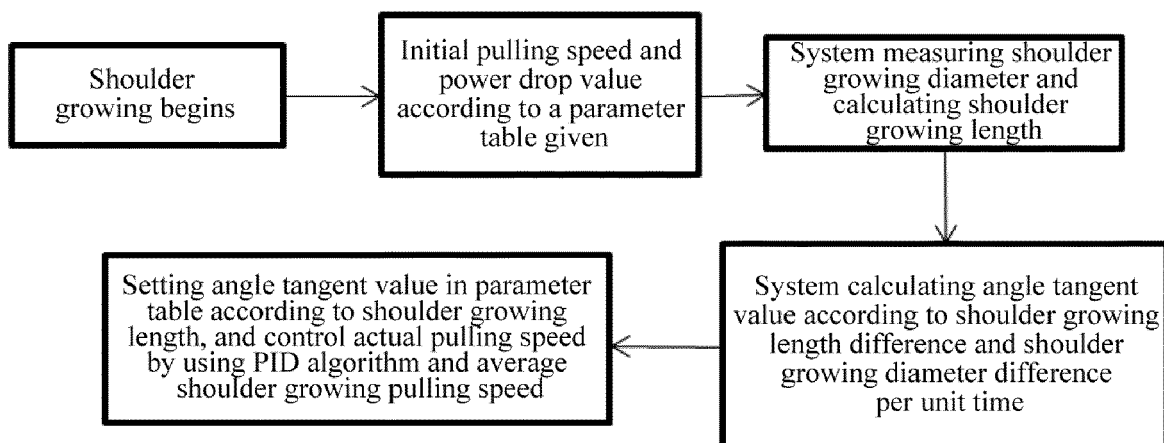 Shoulder
growing begins
Initial pulling speed and
power drop value
according to a parameter
table given
System measuring shoulder
growing diameter and
calculating shoulder
growing length
System calculating angle tangent
value according to shoulder growing
length difference and shoulder
growing diameter difference
per unit time
Setting angle tangent value in parameter
table according to shoulder growing
length, and control actual pulling speed
by using PID algorithm and average
shoulder growing pulling speed